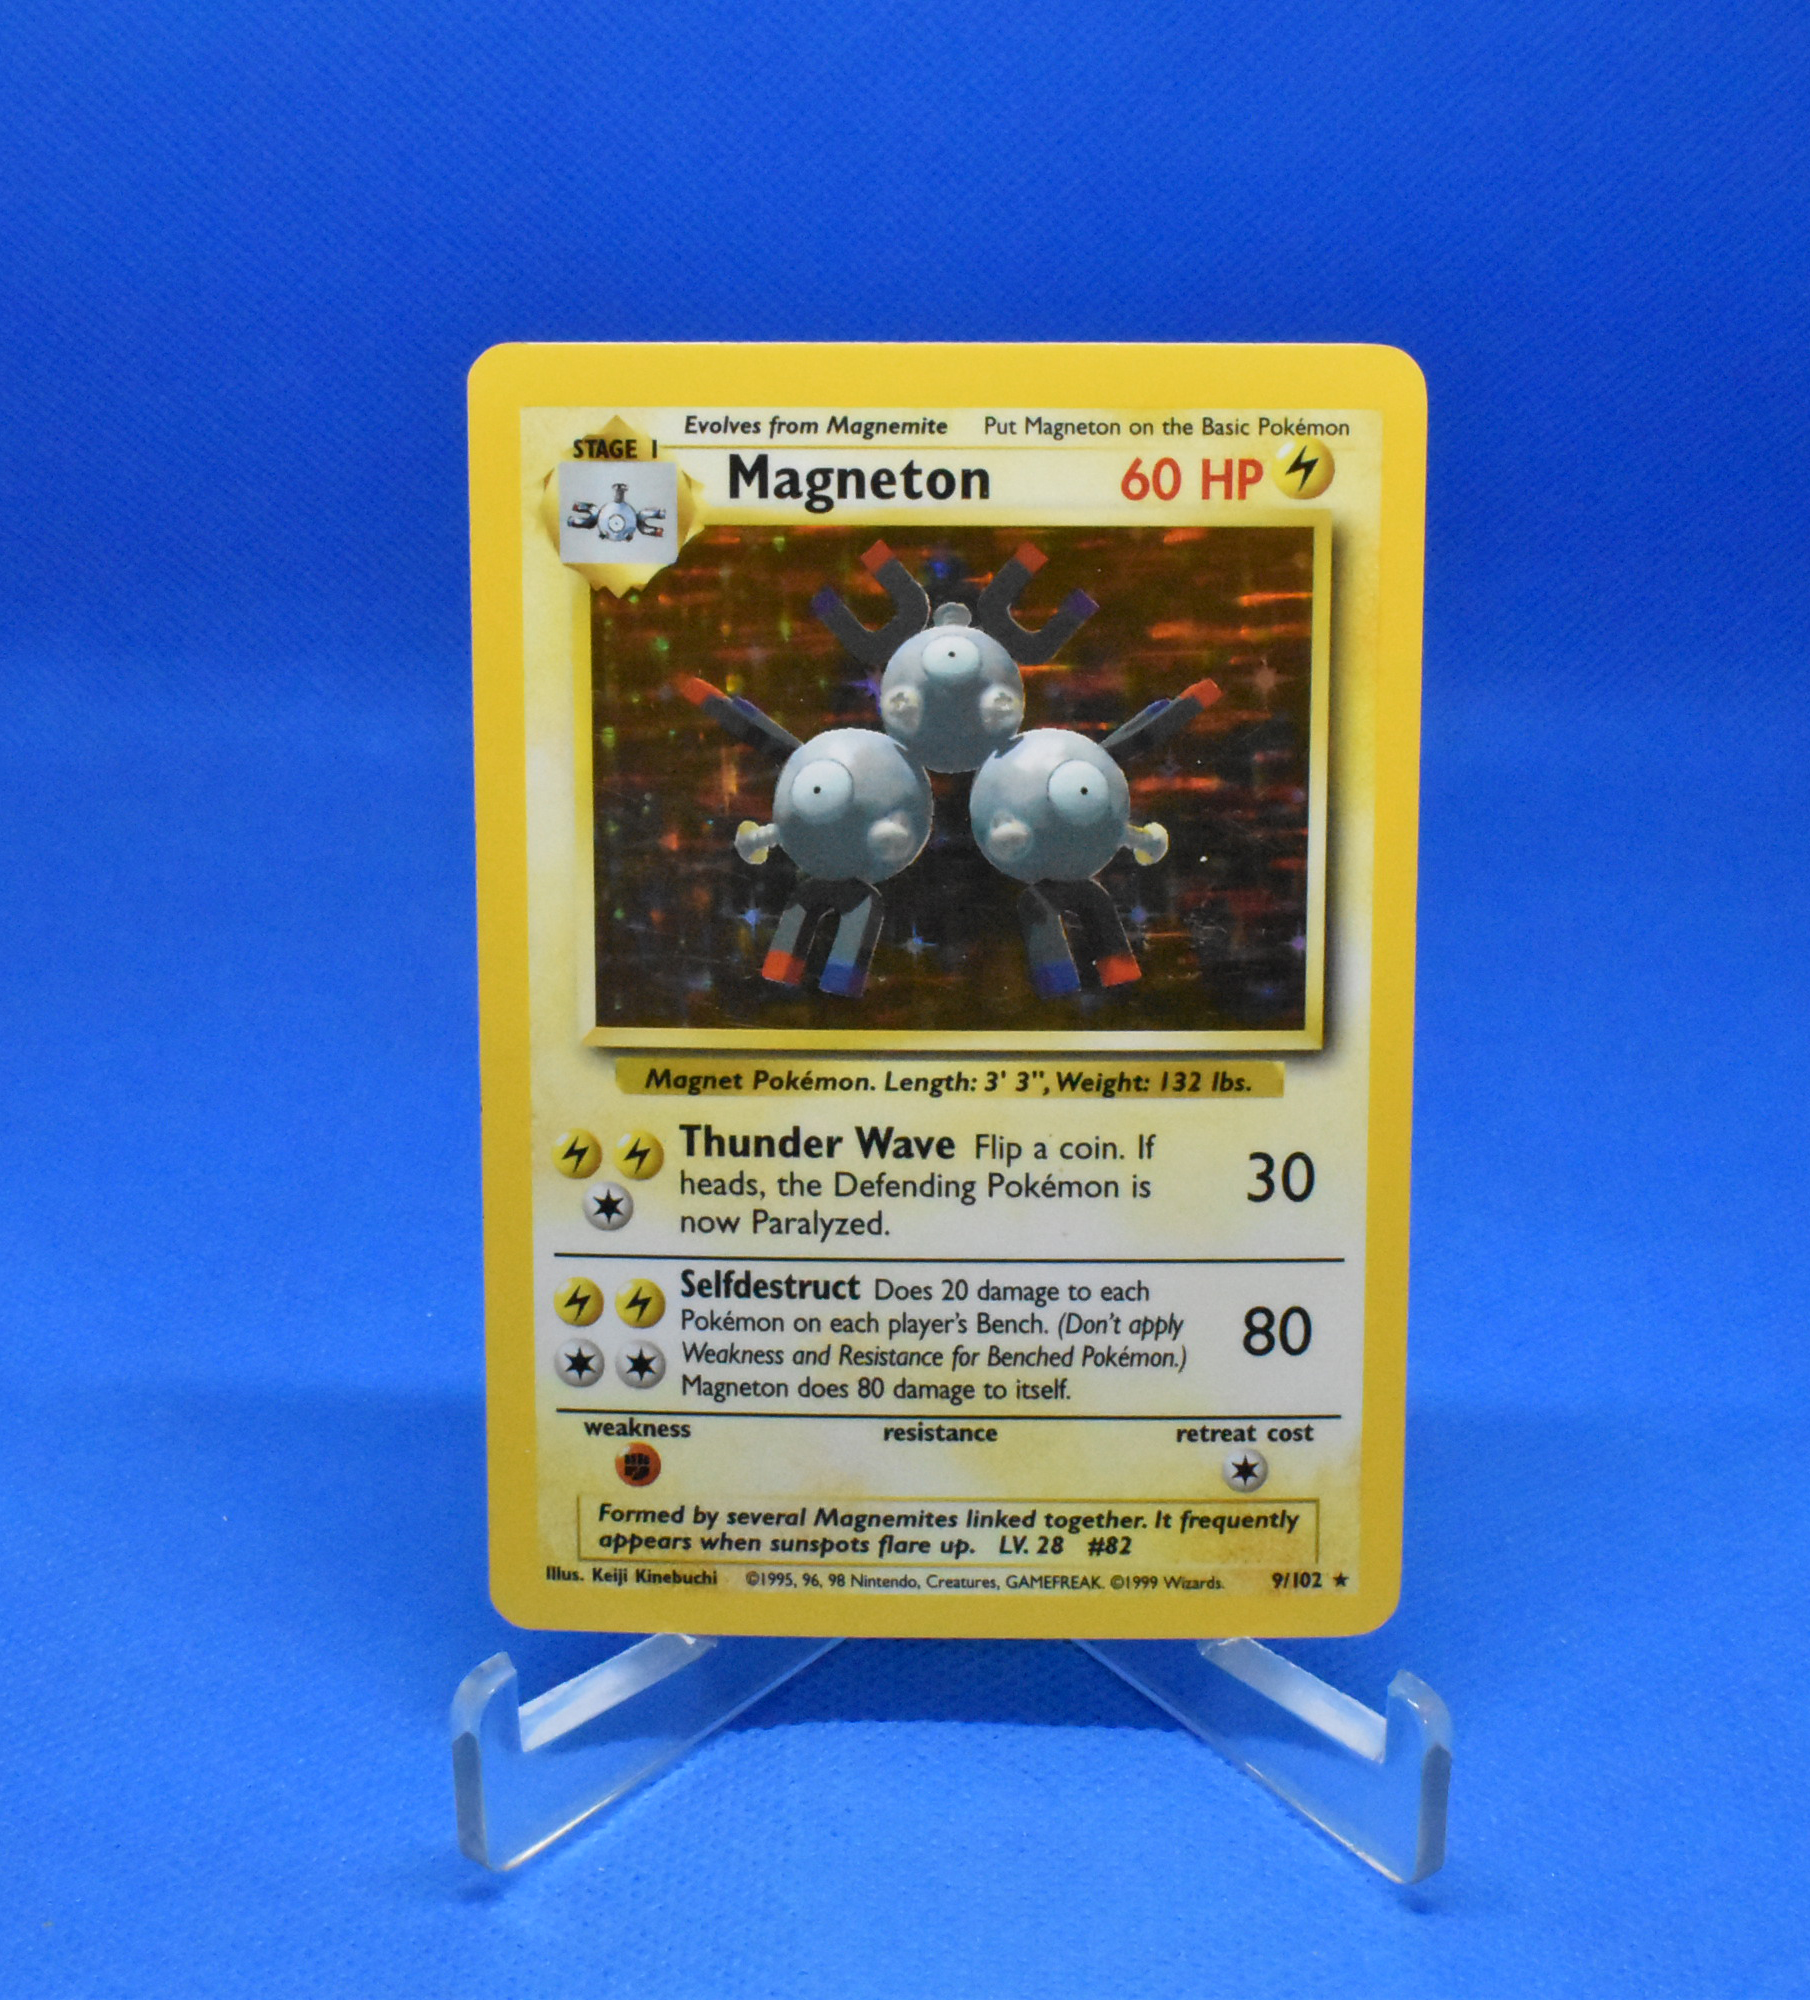 Evolves from Magnemite Put Magneton on the Basic Pokémon
STAGE 1
Magneton 60 HP
Magnet Pokémon. Length: 3' 3", Weight: 132 lbs.
Thunder Wave Flip a coin. If
heads, the Defending Pokémon is
now Paralyzed.
30
Selfdestruct Does 20 damage to each
Pokémon on each player's Bench. (Don't apply
Weakness and Resistance for Benched Pokémon.)
Magneton does 80 damage to itself.
80
weakness resistance retreat cost
Formed by several Magnemites linked together. It frequently
appears when sunspots flare up. LV. 28 #82
Illus. Keiji Kinebuchi ©1995, 96, 98 Nintendo, Creatures, GAMEFREAK. ©1999 Wizards. 9/102 ★